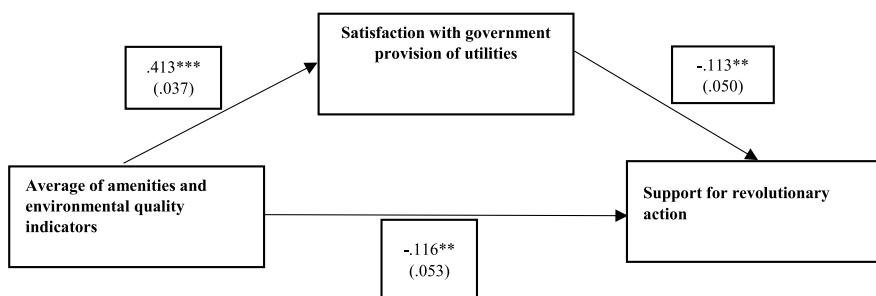 Satisfaction with government
provision of utilities
.413***
(.037)
-.113**
(.050)
Average of amenities and
environmental quality
indicators
Support for revolutionary
action
-.116**
(.053)